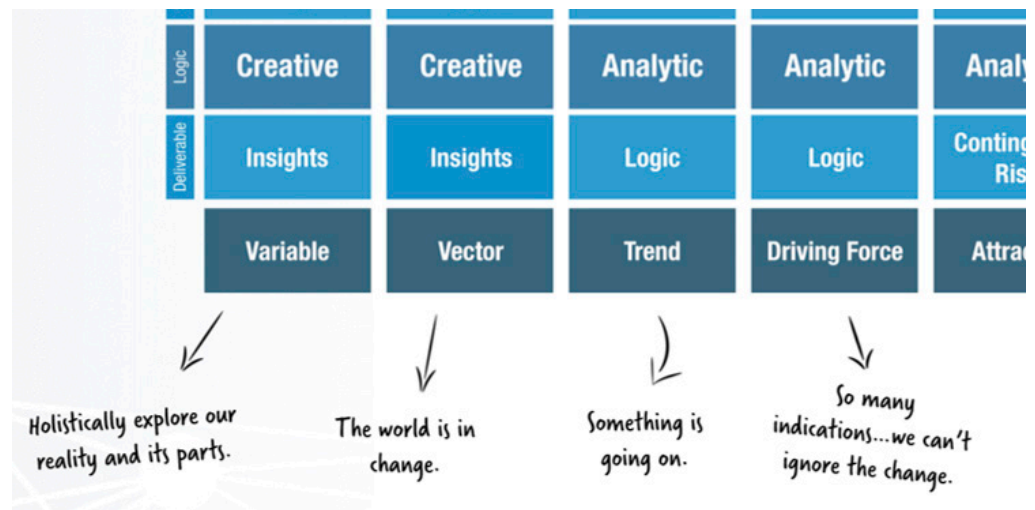 Logic
Creative
Creative
Analytic
Analytic
Deliverable
Insights
Insights
Logic
Logic
Variable
Vector
Trend
Driving Force
Holistically explore our
reality and its parts.
The world is in
change.
Something is
going on.
So many
indications...we can't
ignore the change.